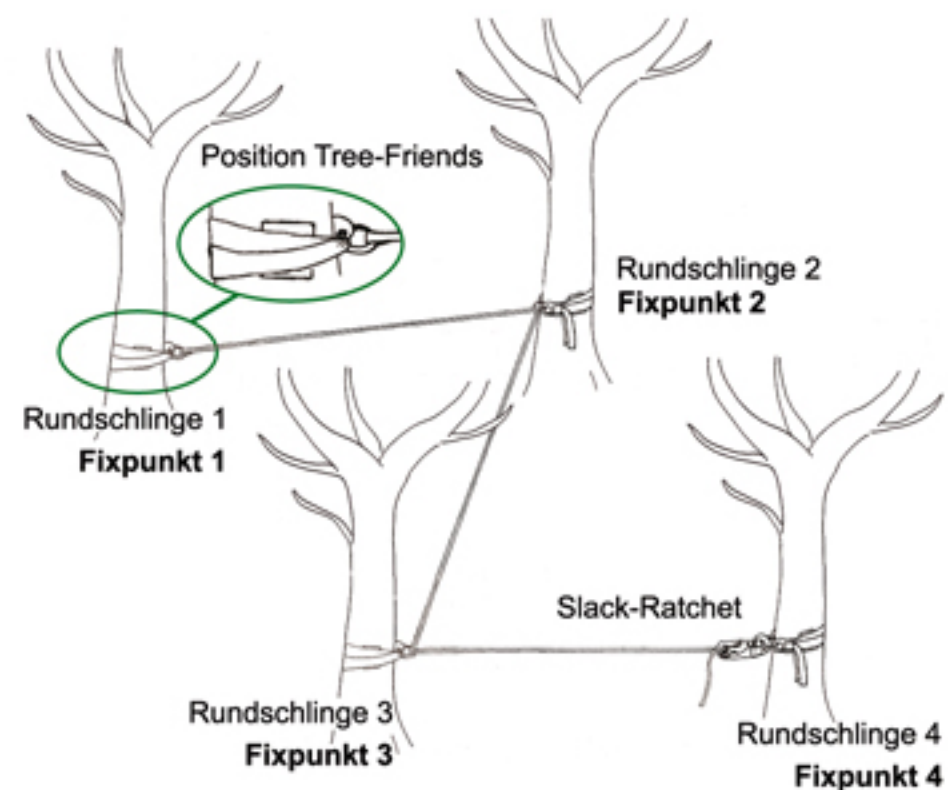 Position Tree-Friends
Rundschlinge 2
Fixpunkt 2
Rundschlinge 1
Fixpunkt 1
Slack-Ratchet
Rundschlinge 3
Fixpunkt 3
Rundschlinge 4
Fixpunkt 4